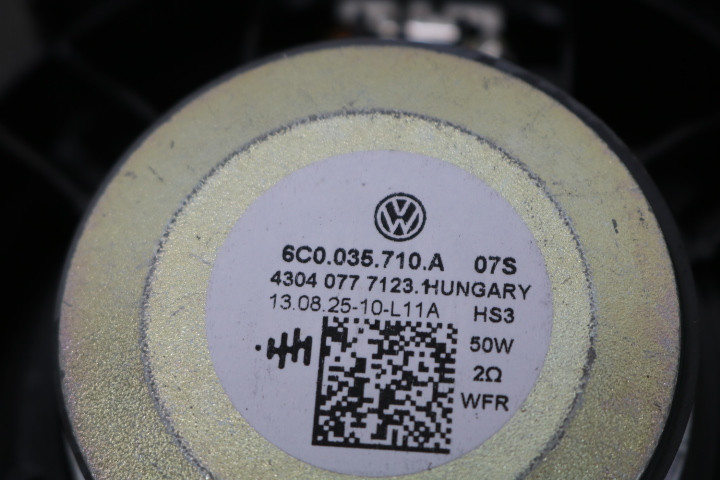 6C0.035.710.A 07S
4304 077 7123.1 HUNGARY
13.08.25-10-L11A HS3
50W
2Ω
WFR